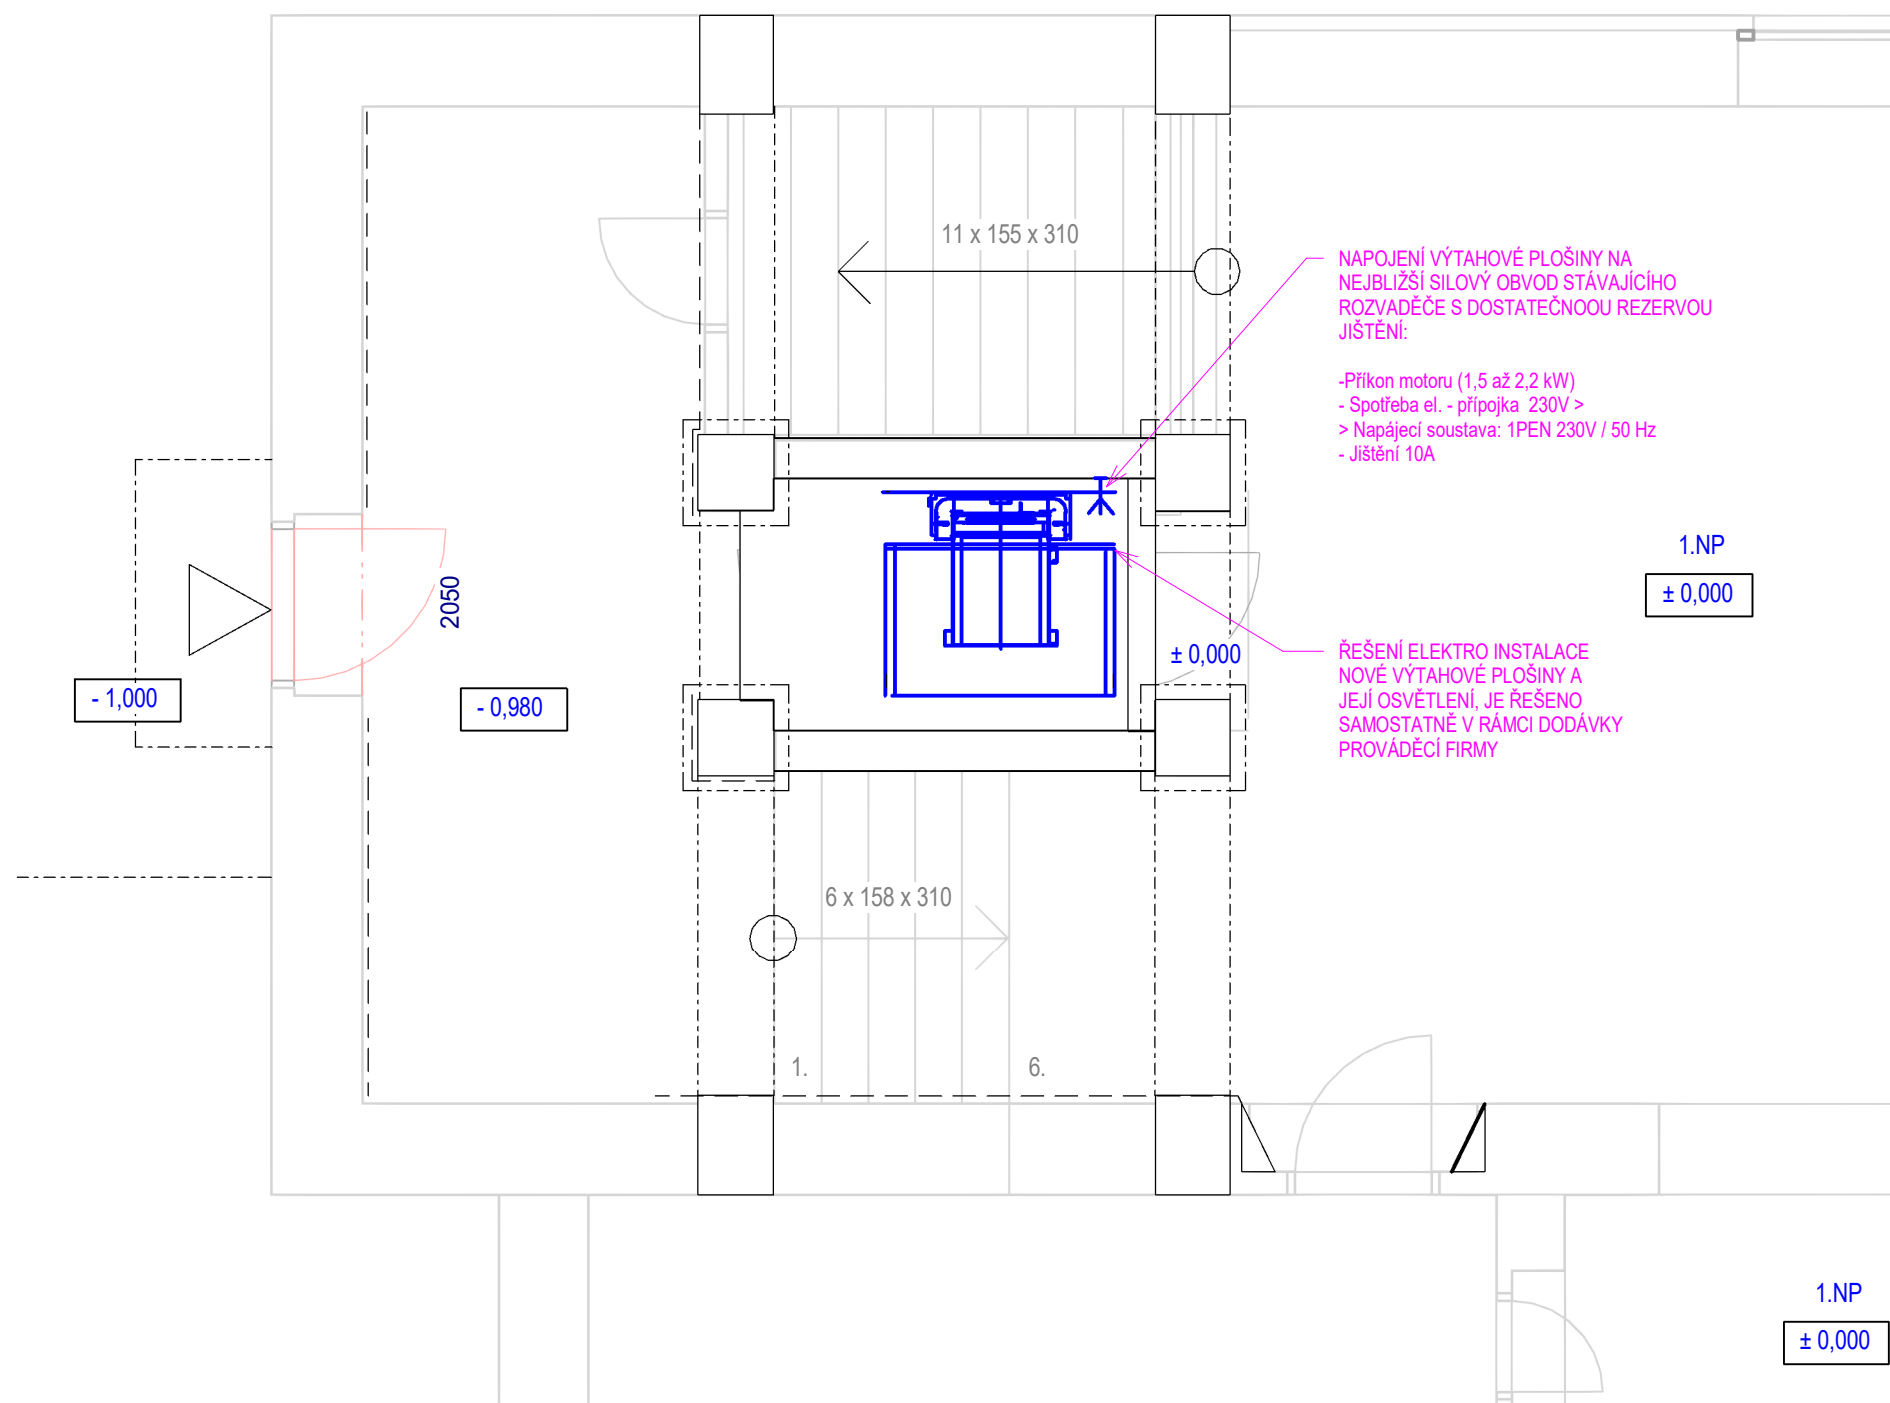 11 x 155 x 310
NAPOJENÍ VÝTAHOVÉ PLOŠINY NA
NEJBLIŽŠÍ SILOVÝ OBVOD STÁVAJÍCÍHO
ROZVADĚČE S DOSTATEČNOOU REZERVOU
JIŠTĚNÍ:
-Příkon motoru (1,5 až 2,2 kW)
- Spotřeba el. - přípojka 230V >
> Napájecí soustava: 1PEN 230V / 50 Hz
- Jištění 10A
1.NP
± 0,000
2050
± 0,000
ŘEŠENÍ ELEKTRO INSTALACE
NOVÉ VÝTAHOVÉ PLOŠINY A
JEJÍ OSVĚTLENÍ, JE ŘEŠENO
SAMOSTATNĚ V RÁMCI DODÁVKY
PROVÁDĚCÍ FIRMY
- 1,000
- 0,980
6 x 158 x 310
1.
6.
1.NP
± 0,000